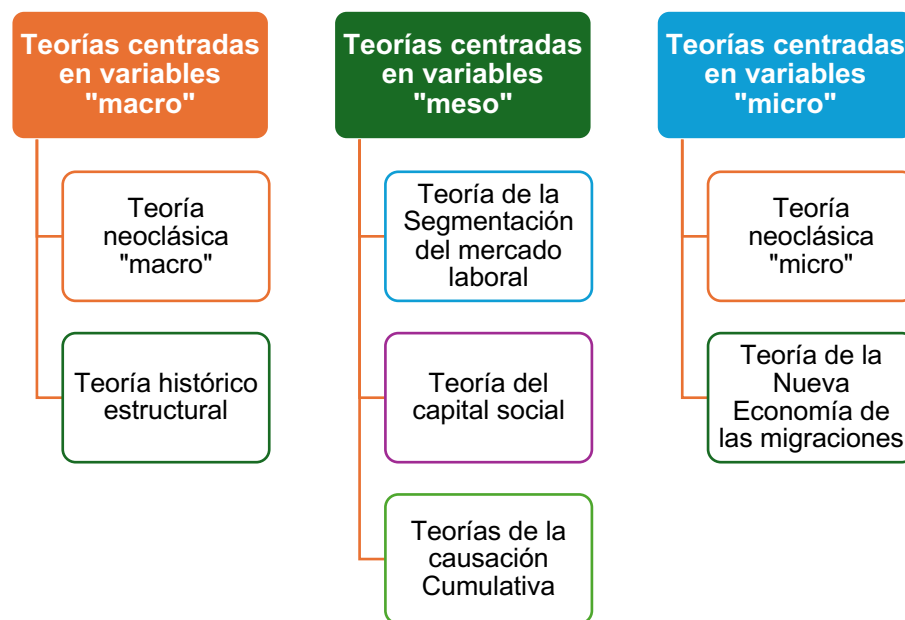 Teorías centradas
en variables
"macro"
Teoría
neoclásica
"macro"
Teoría histórico
estructural
Teorías centradas
en variables
"meso"
Teoría de la
Segmentación
del mercado
laboral
Teoría del
capital social
Teorías de la
causación
Cumulativa
Teorías centradas
en variables
"micro"
Teoría
neoclásica
"micro"
Teoría de la
Nueva
Economía de
las migraciones